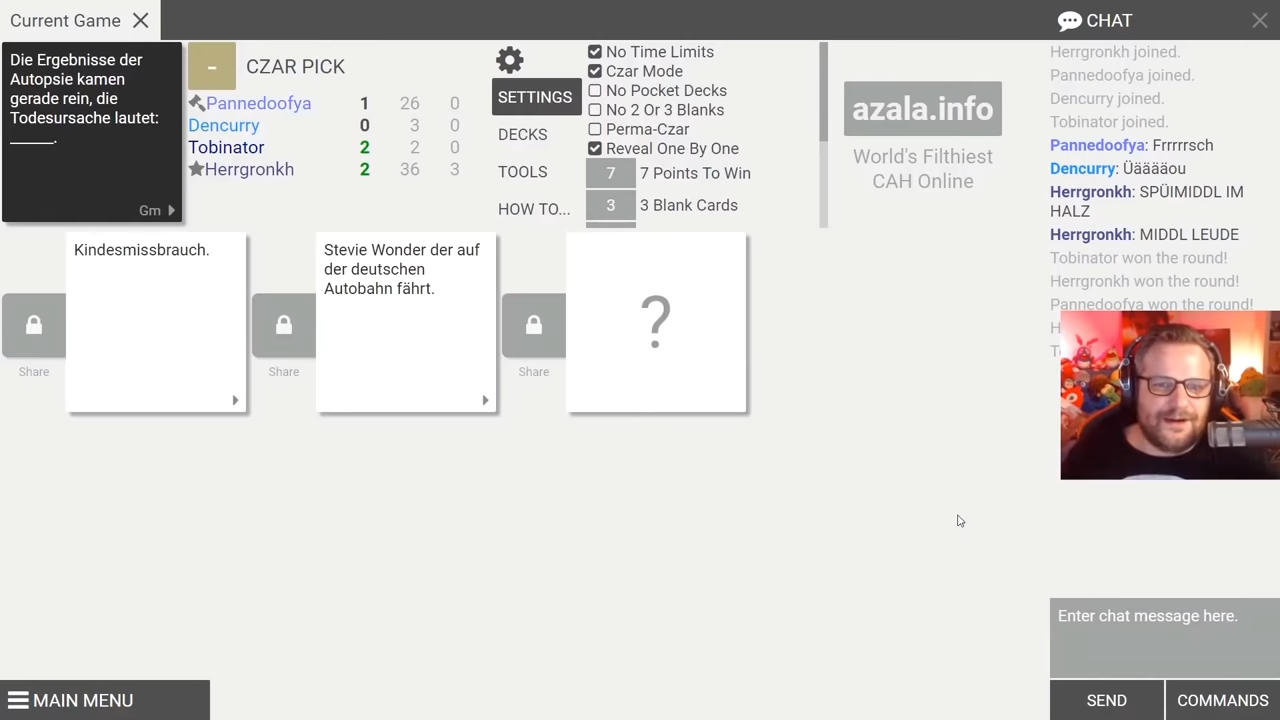 Current Game
Die Ergebnisse der
Autopsie kamen
gerade rein, die
Todesursache lautet:
_____.
Gm
-
CZAR PICK
Pannedoofya 1 26 0
Dencurry 0 3 0
Tobinator 2 2 0
Herrgronkh 2 36 3
SETTINGS
DECKS
TOOLS
HOW TO...
No Time Limits
Czar Mode
No Pocket Decks
No 2 Or 3 Blanks
Perma-Czar
Reveal One By One
7 7 Points To Win
3 3 Blank Cards
azala.info
World's Filthiest
CAH Online
Share
Kindesmissbrauch.
Share
Stevie Wonder der auf
der deutschen
Autobahn fährt.
Share
?
CHAT
Herrgronkh joined.
Pannedoofya joined.
Dencurry joined.
Tobinator joined.
Pannedoofya: Frrrrrsch
Dencurry: Üääääou
Herrgronkh: SPÜIMIDDL IM
HALZ
Herrgronkh: MIDDL LEUDE
Tobinator won the round!
Herrgronkh won the round!
Pannedoofya won the round!
Enter chat message here.
SEND
COMMANDS
MAIN MENU